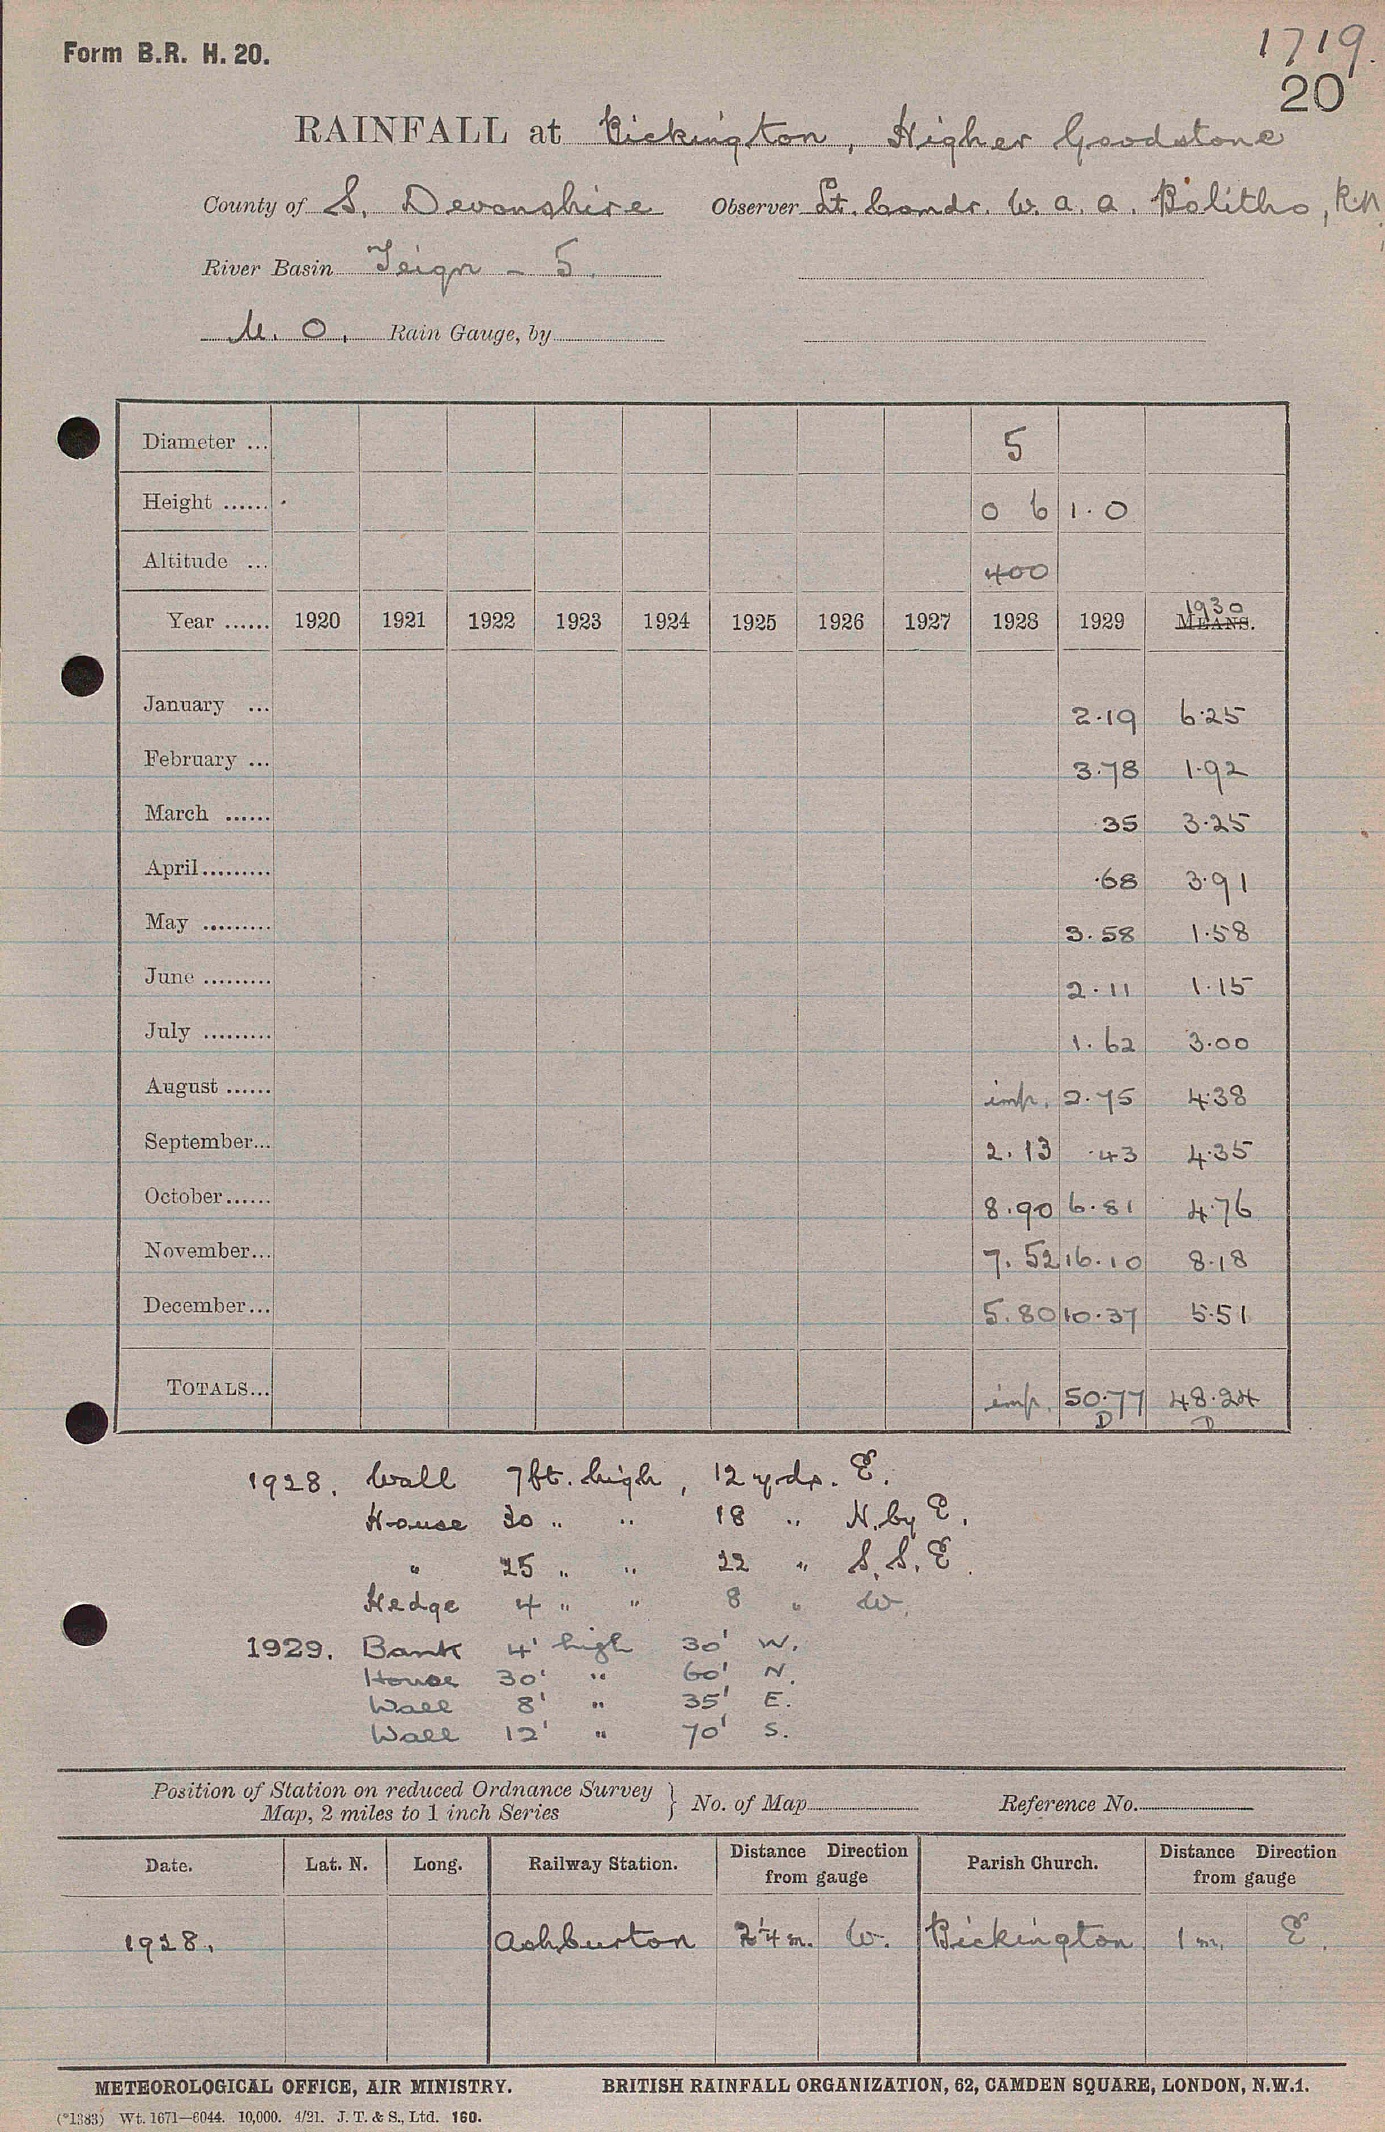 Form B.R. H. 20.
1719.
20
RAINFALL at Bickington, Higher Goodstone
County of S. Devonshire Observer Lt. Comdr. W. A. A. Bolitho, R.N.
River Basin Teign - 5.
M. O. Rain Gauge, by
Diameter ... 5
Height ...... 0 6 1.0
Altitude ... 400
Year ...... 1920 1921 1922 1923 1924 1925 1926 1927 1928 1929 1930 MEANS.
January ... 2.19 6.25
February ... 3.78 1.92
March ...... .35 3.25
April ......... .68 3.91
May ......... 3.58 1.58
June ......... 2.11 1.15
July ......... 1.62 3.00
August ...... imp. 2.75 4.38
September... 2.13 .43 4.35
October...... 8.90 6.81 4.76
November... 7.52 16.10 8.18
December... 5.80 10.37 5.51
TOTALS... imp. 50.77 48.24
D D
1928. Wall 7ft. high, 12 yds. E.
House 30 " " 18 " N. by E.
" 25 " " 22 " S. S. E.
Hedge 4 " " 8 " W.
1929. Bank 4' high 30' W.
House 30' " 60' N.
Wall 8' " 35' E.
Wall 12' " 70' S.
Position of Station on reduced Ordnance Survey Map, 2 miles to 1 inch Series } No. of Map Reference No.
Date. Lat. N. Long. Railway Station. Distance Direction from gauge Parish Church. Distance Direction from gauge
1928. Ashburton 2¼ m. W. Bickington 1 m. E.
METEOROLOGICAL OFFICE, AIR MINISTRY. BRITISH RAINFALL ORGANIZATION, 62, CAMDEN SQUARE, LONDON, N.W.1.
(*1383) Wt. 1671—6044. 10,000. 4/21. J. T. & S., Ltd. 160.